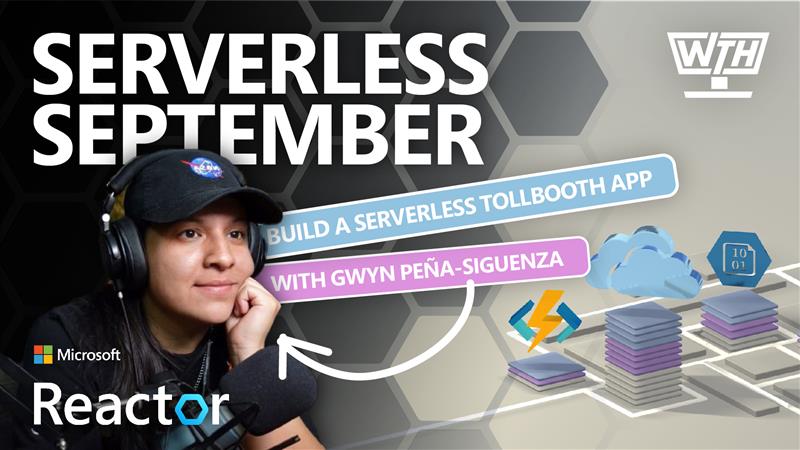 SERVERLESS
SEPTEMBER
WTH
BUILD A SERVERLESS TOLLBOOTH APP
WITH GWYN PEÑA-SIGUENZA
10
01
Microsoft
Reactor